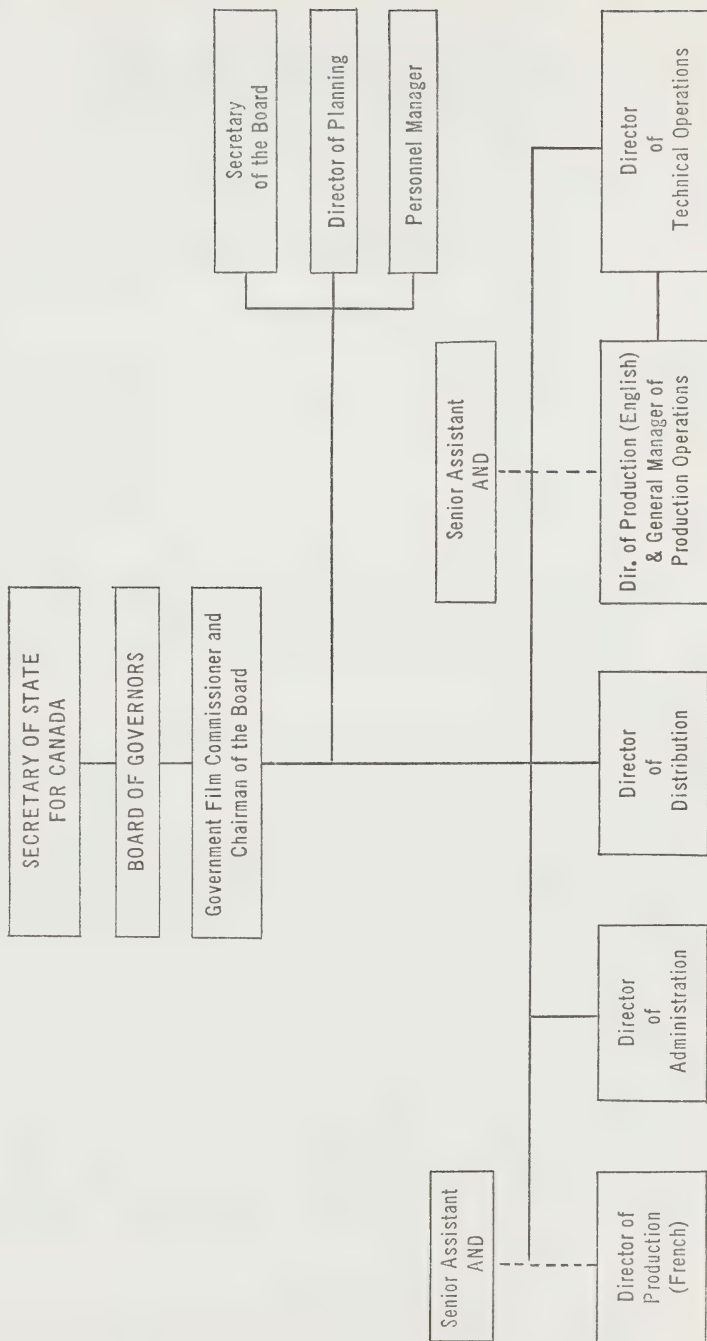 SECRETARY OF STATE
FOR CANADA
BOARD OF GOVERNORS
Government Film Commissioner and
Chairman of the Board
Secretary
of the Board
Director of Planning
Personnel Manager
Senior Assistant
AND
Senior Assistant
AND
Director of
Production
(French)
Director
of
Administration
Director
of
Distribution
Dir. of Production (English)
& General Manager of
Production Operations
Director
of
Technical Operations